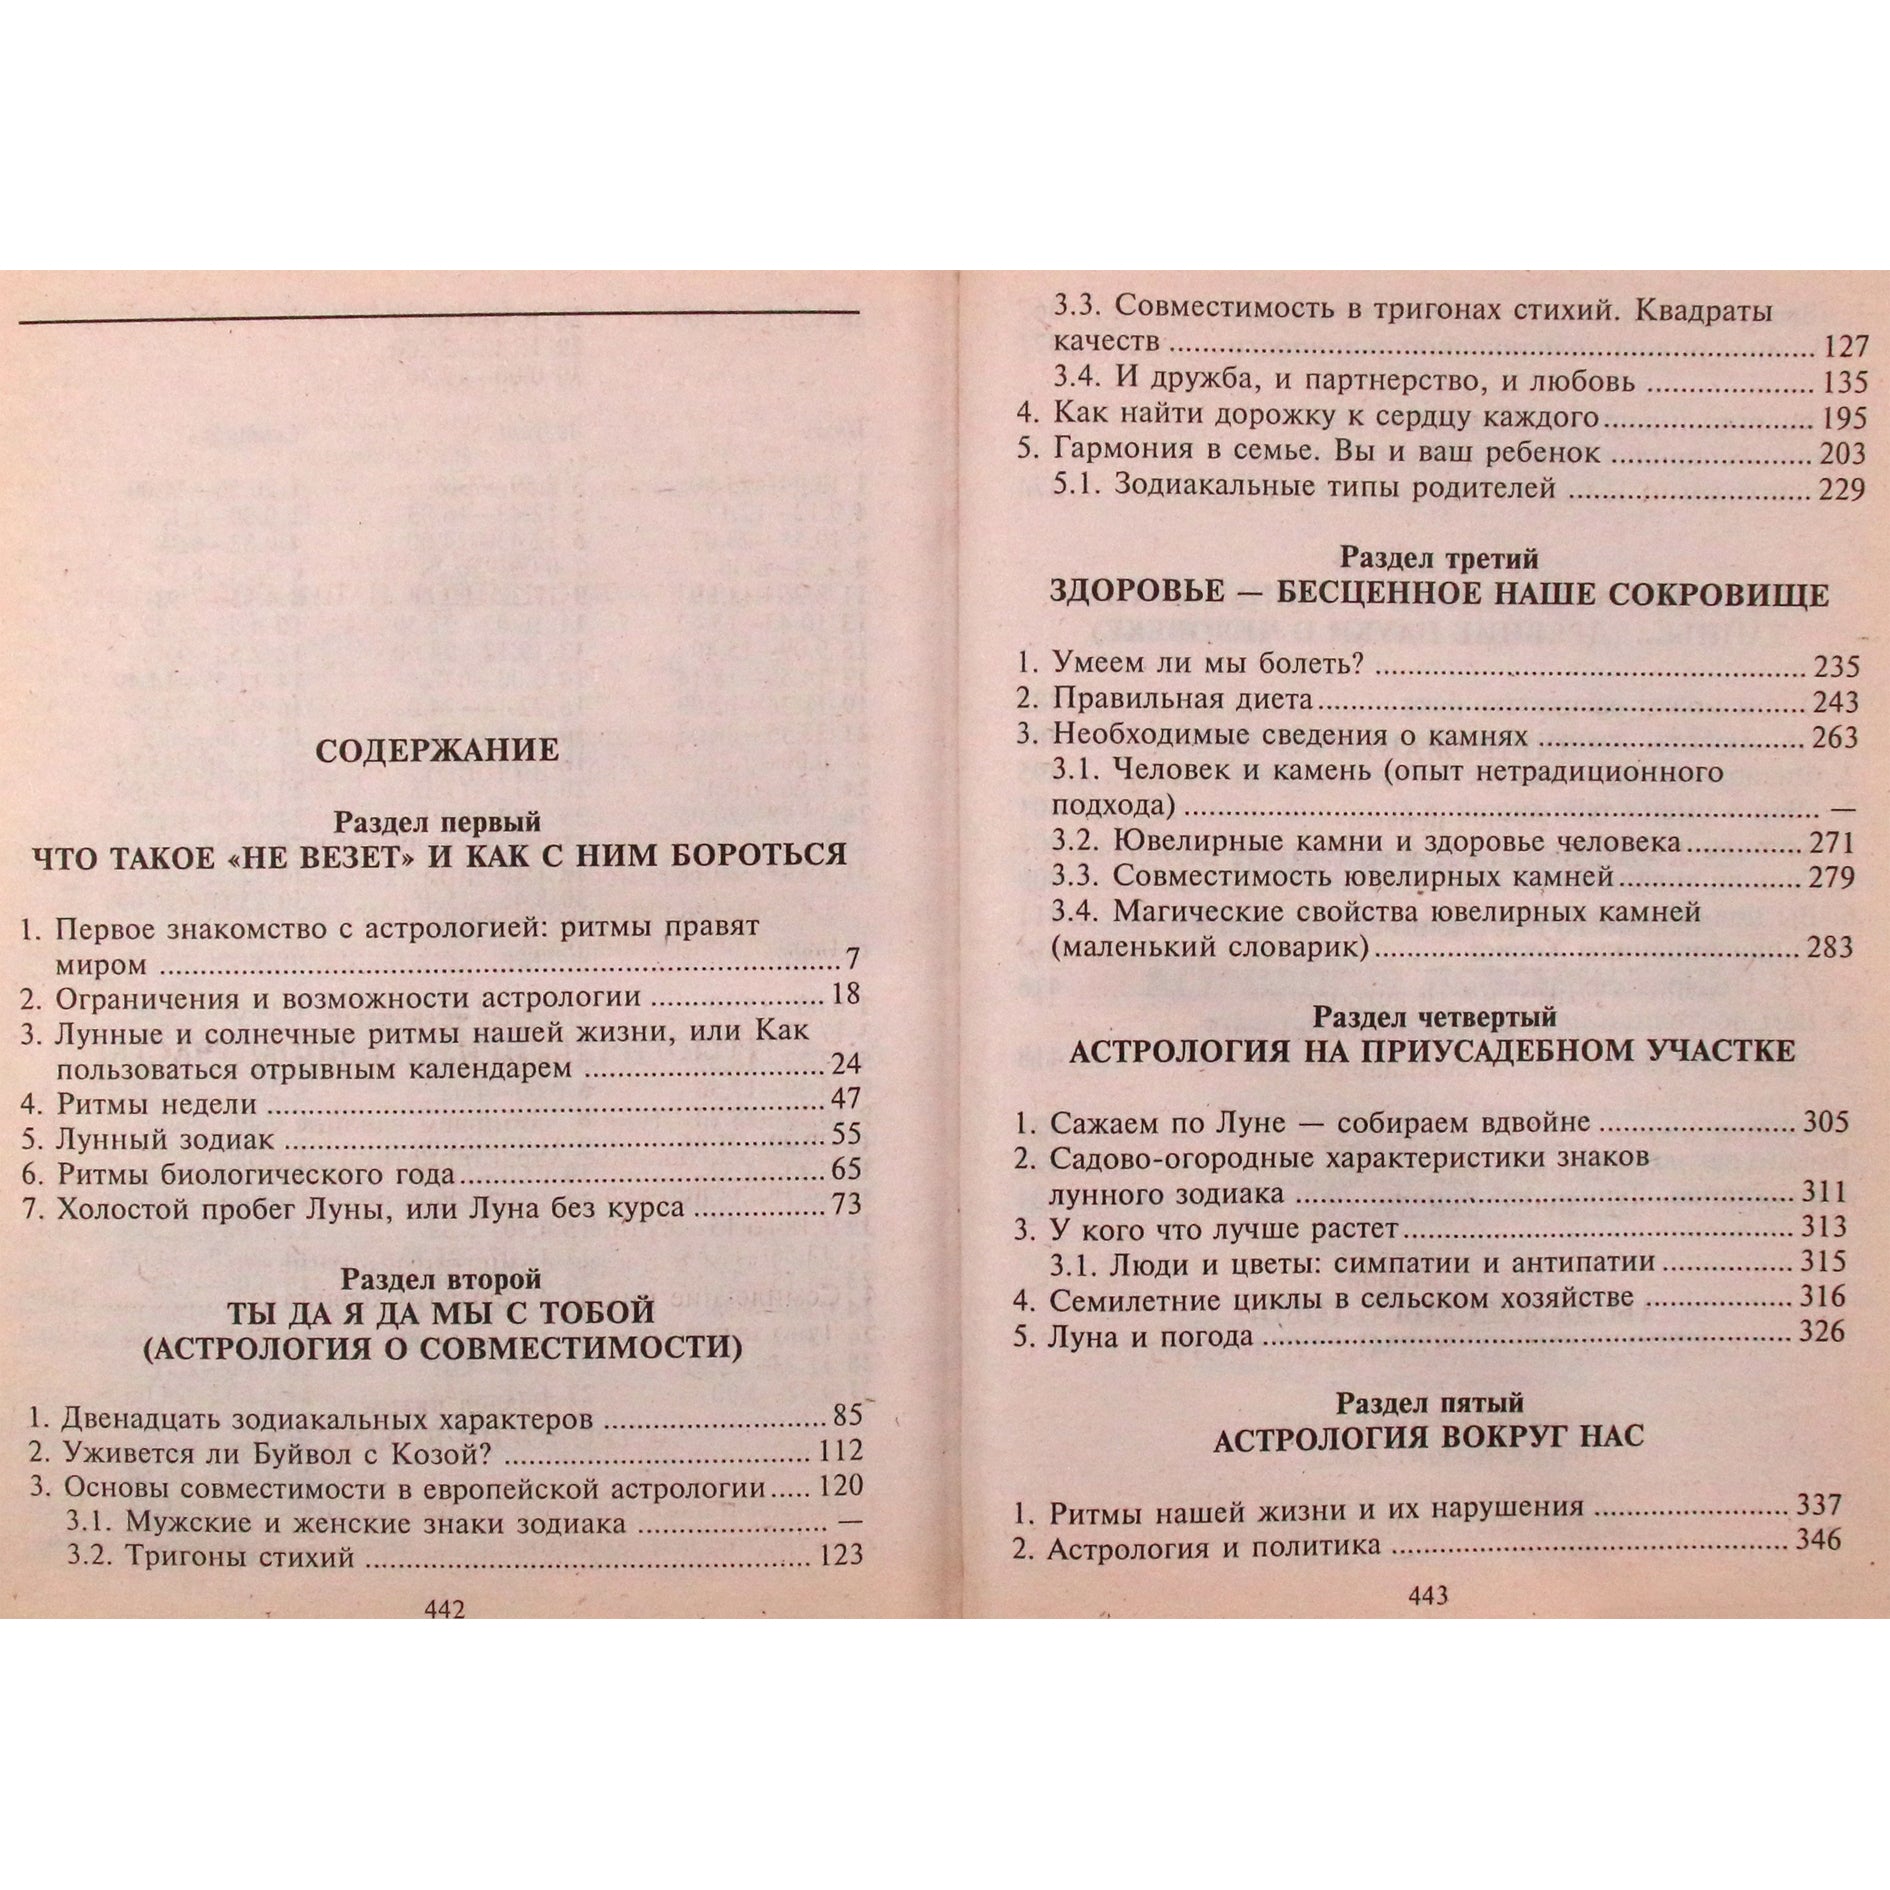 СОДЕРЖАНИЕ
Раздел первый
ЧТО ТАКОЕ «НЕ ВЕЗЕТ» И КАК С НИМ БОРОТЬСЯ
1. Первое знакомство с астрологией: ритмы правят
миром ........ 7
2. Ограничения и возможности астрологии ........ 18
3. Лунные и солнечные ритмы нашей жизни, или Как
пользоваться отрывным календарем ........ 24
4. Ритмы недели ........ 47
5. Лунный зодиак ........ 55
6. Ритмы биологического года ........ 65
7. Холостой пробег Луны, или Луна без курса ........ 73
Раздел второй
ТЫ ДА Я ДА МЫ С ТОБОЙ
(АСТРОЛОГИЯ О СОВМЕСТИМОСТИ)
1. Двенадцать зодиакальных характеров ........ 85
2. Уживется ли Буйвол с Козой? ........ 112
3. Основы совместимости в европейской астрологии ..... 120
3.1. Мужские и женские знаки зодиака ........ —
3.2. Тригоны стихий ........ 123
442
3.3. Совместимость в тригонах стихий. Квадраты
качеств ........ 127
3.4. И дружба, и партнерство, и любовь ........ 135
4. Как найти дорожку к сердцу каждого ........ 195
5. Гармония в семье. Вы и ваш ребенок ........ 203
5.1. Зодиакальные типы родителей ........ 229
Раздел третий
ЗДОРОВЬЕ — БЕСЦЕННОЕ НАШЕ СОКРОВИЩЕ
1. Умеем ли мы болеть? ........ 235
2. Правильная диета ........ 243
3. Необходимые сведения о камнях ........ 263
3.1. Человек и камень (опыт нетрадиционного
подхода) ........ —
3.2. Ювелирные камни и здоровье человека ........ 271
3.3. Совместимость ювелирных камней ........ 279
3.4. Магические свойства ювелирных камней
(маленький словарик) ........ 283
Раздел четвертый
АСТРОЛОГИЯ НА ПРИУСАДЕБНОМ УЧАСТКЕ
1. Сажаем по Луне — собираем вдвойне ........ 305
2. Садово-огородные характеристики знаков
лунного зодиака ........ 311
3. У кого что лучше растет ........ 313
3.1. Люди и цветы: симпатии и антипатии ........ 315
4. Семилетние циклы в сельском хозяйстве ........ 316
5. Луна и погода ........ 326
Раздел пятый
АСТРОЛОГИЯ ВОКРУГ НАС
1. Ритмы нашей жизни и их нарушения ........ 337
2. Астрология и политика ........ 346
443